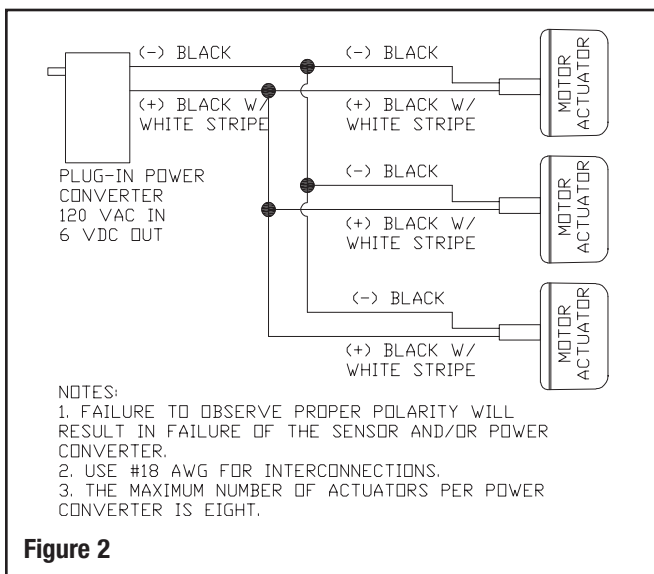 (-) BLACK
(-) BLACK
(+) BLACK W/
WHITE STRIPE
(+) BLACK W/
WHITE STRIPE
MOTOR
ACTUATOR
PLUG-IN POWER
CONVERTER
120 VAC IN
6 VDC OUT
(-) BLACK
(+) BLACK W/
WHITE STRIPE
MOTOR
ACTUATOR
(-) BLACK
(+) BLACK W/
WHITE STRIPE
MOTOR
ACTUATOR
NOTES:
1. FAILURE TO OBSERVE PROPER POLARITY WILL
RESULT IN FAILURE OF THE SENSOR AND/OR POWER
CONVERTER.
2. USE #18 AWG FOR INTERCONNECTIONS.
3. THE MAXIMUM NUMBER OF ACTUATORS PER POWER
CONVERTER IS EIGHT.
Figure 2